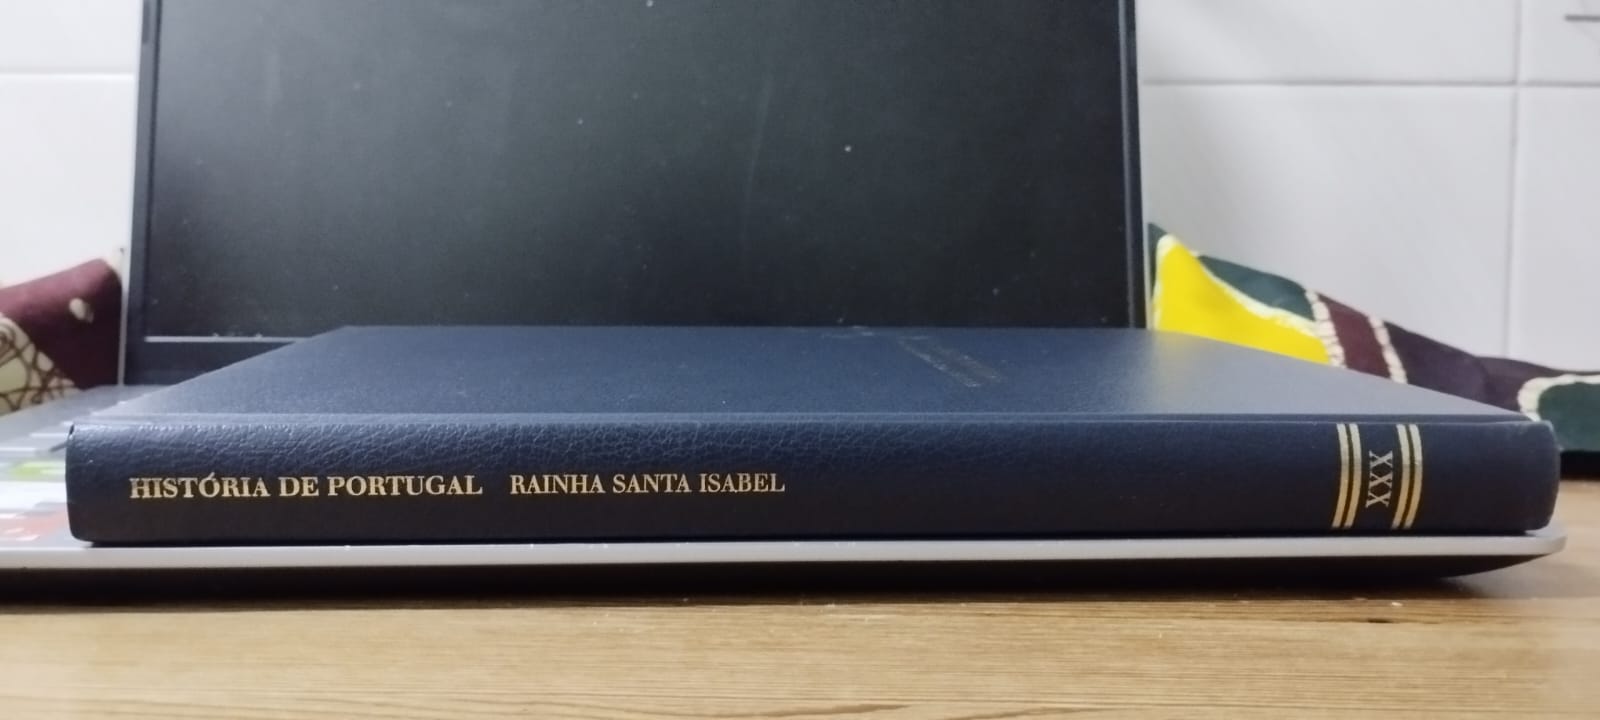 HISTÓRIA DE PORTUGAL RAINHA SANTA ISABEL
XXX